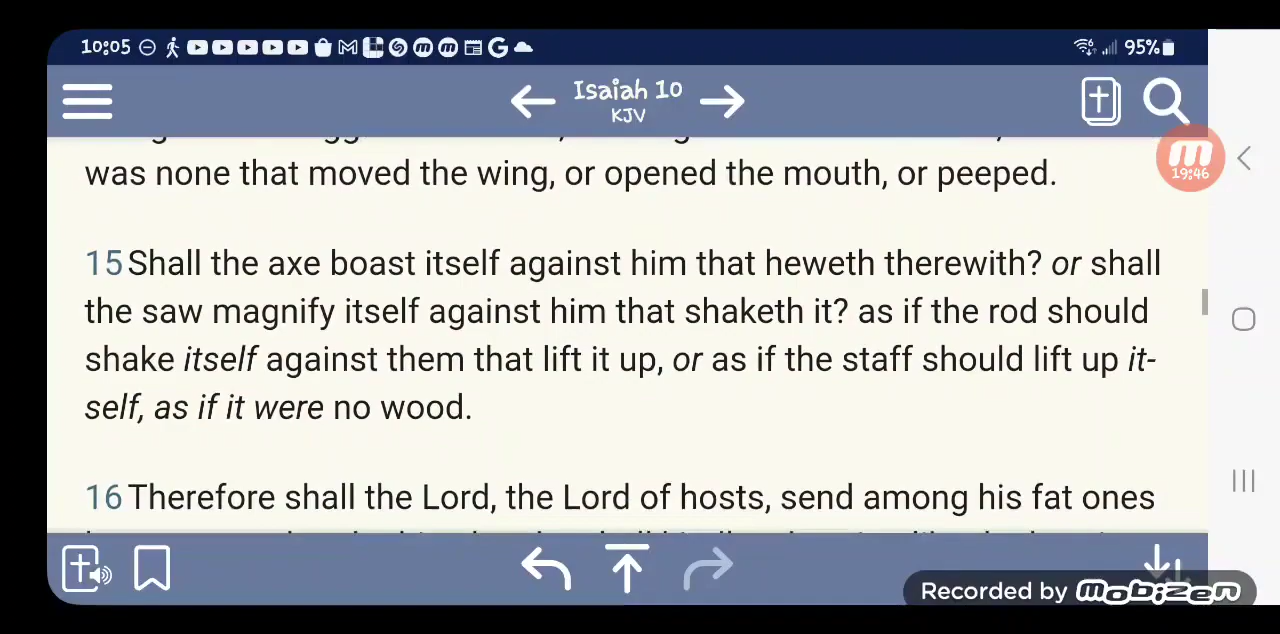 10:05 95%
Isaiah 10
KJV
19:46
was none that moved the wing, or opened the mouth, or peeped.
15 Shall the axe boast itself against him that heweth therewith? or shall
the saw magnify itself against him that shaketh it? as if the rod should
shake itself against them that lift it up, or as if the staff should lift up it-
self, as if it were no wood.
16 Therefore shall the Lord, the Lord of hosts, send among his fat ones
Recorded by Mobizen